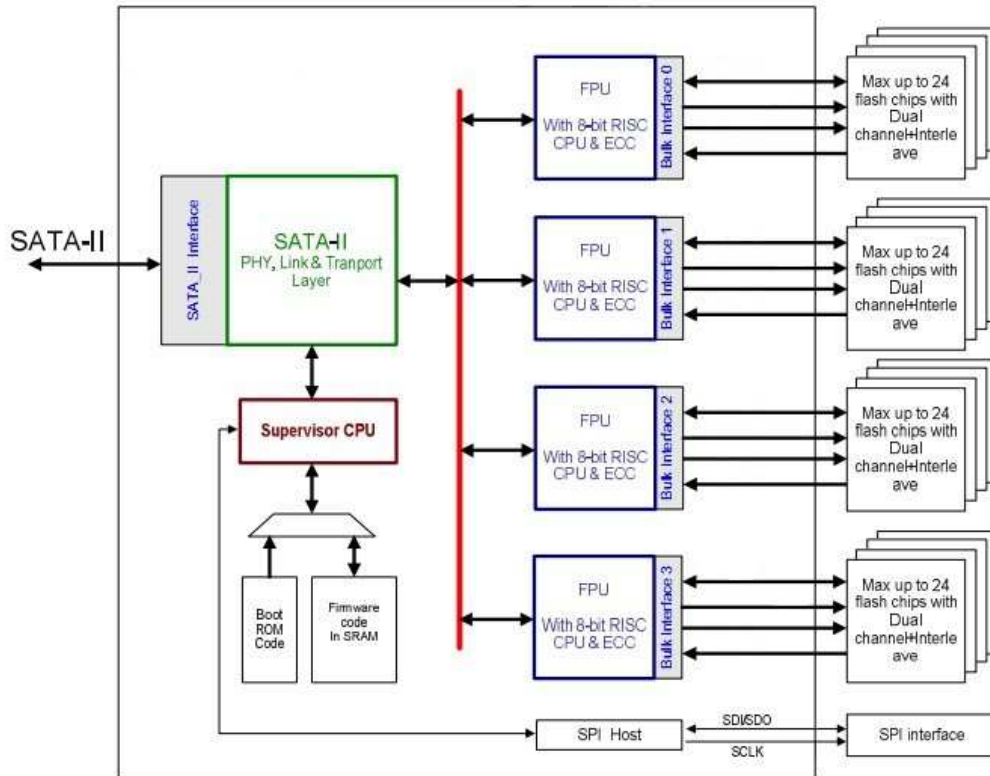 SATA-II
SATA_II Interface
SATA-II
PHY, Link & Tranport
Layer
Supervisor CPU
Boot
ROM
Code
Firmware
code
In SRAM
FPU
With 8-bit RISC
CPU & ECC
Bulk Interface 0
Max up to 24
flash chips with
Dual
channel+Interle
ave
FPU
With 8-bit RISC
CPU & ECC
Bulk Interface 1
Max up to 24
flash chips with
Dual
channel+Interle
ave
FPU
With 8-bit RISC
CPU & ECC
Bulk Interface 2
Max up to 24
flash chips with
Dual
channel+Interle
ave
FPU
With 8-bit RISC
CPU & ECC
Bulk Interface 3
Max up to 24
flash chips with
Dual
channel+Interle
ave
SPI Host
SDI/SDO
SCLK
SPI interface